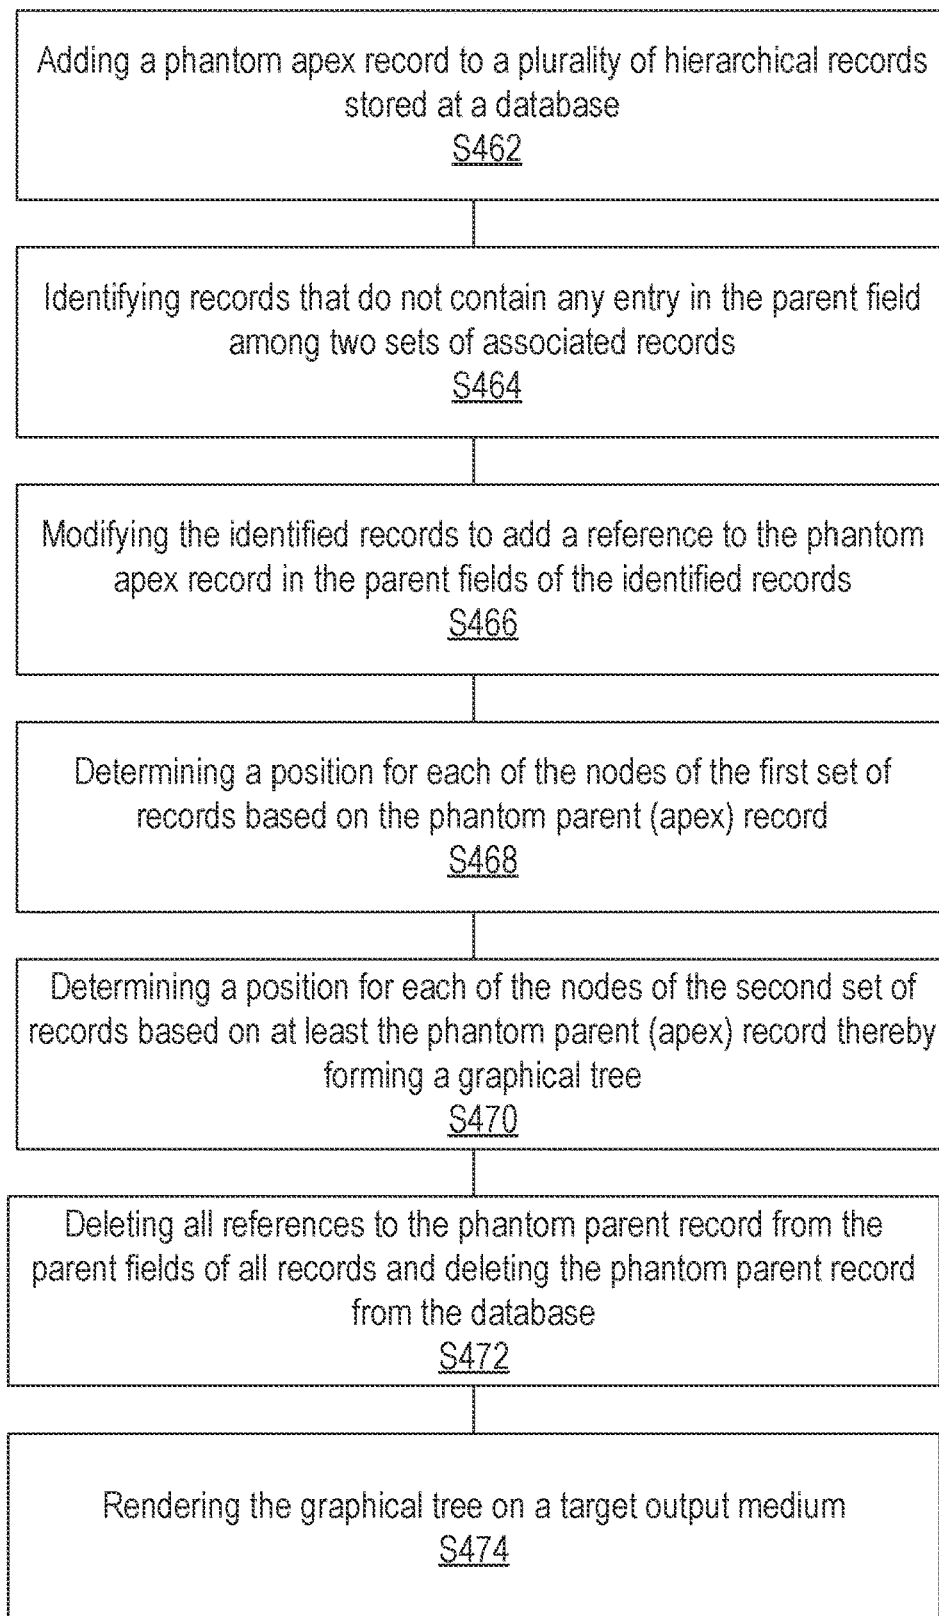 Adding a phantom apex record to a plurality of hierarchical records
stored at a database
S462
Identifying records that do not contain any entry in the parent field
among two sets of associated records
S464
Modifying the identified records to add a reference to the phantom
apex record in the parent fields of the identified records
S466
Determining a position for each of the nodes of the first set of
records based on the phantom parent (apex) record
S468
Determining a position for each of the nodes of the second set of
records based on at least the phantom parent (apex) record thereby
forming a graphical tree
S470
Deleting all references to the phantom parent record from the
parent fields of all records and deleting the phantom parent record
from the database
S472
Rendering the graphical tree on a target output medium
S474